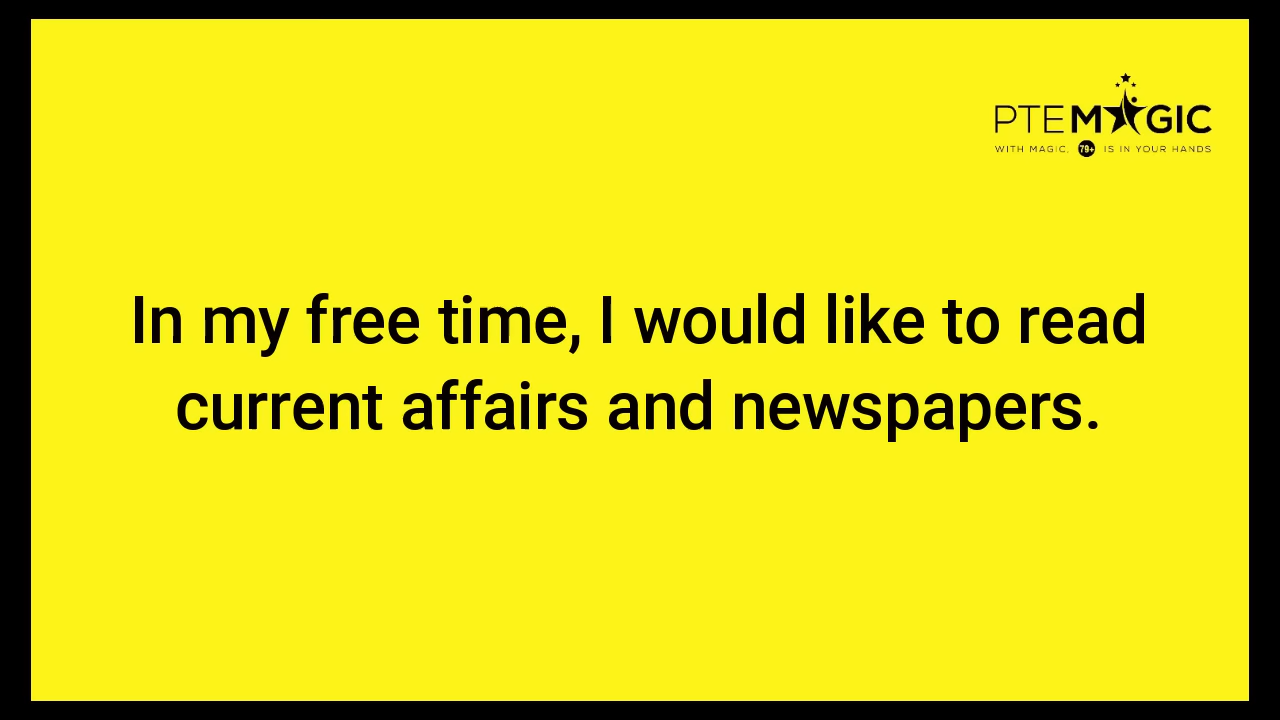 PTEMAGIC
WITH MAGIC, 79+ IS IN YOUR HANDS
In my free time, I would like to read
current affairs and newspapers.